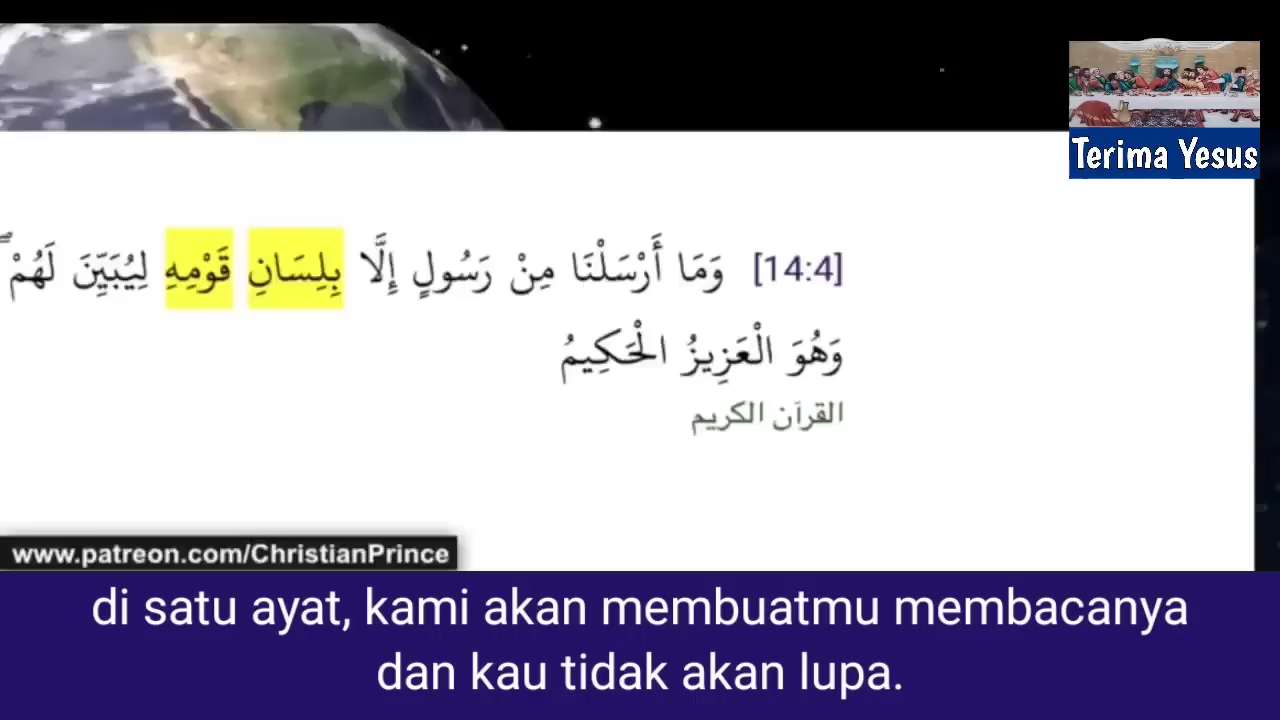 Terima Yesus
[14:4] وَمَا أَرْسَلْنَا مِنْ رَسُولٍ إِلَّا بِلِسَانِ قَوْمِهِ لِيُبَيِّنَ لَهُمْ ۖ
وَهُوَ الْعَزِيزُ الْحَكِيمُ
القرآن الكريم
www.patreon.com/ChristianPrince
di satu ayat, kami akan membuatmu membacanya
dan kau tidak akan lupa.